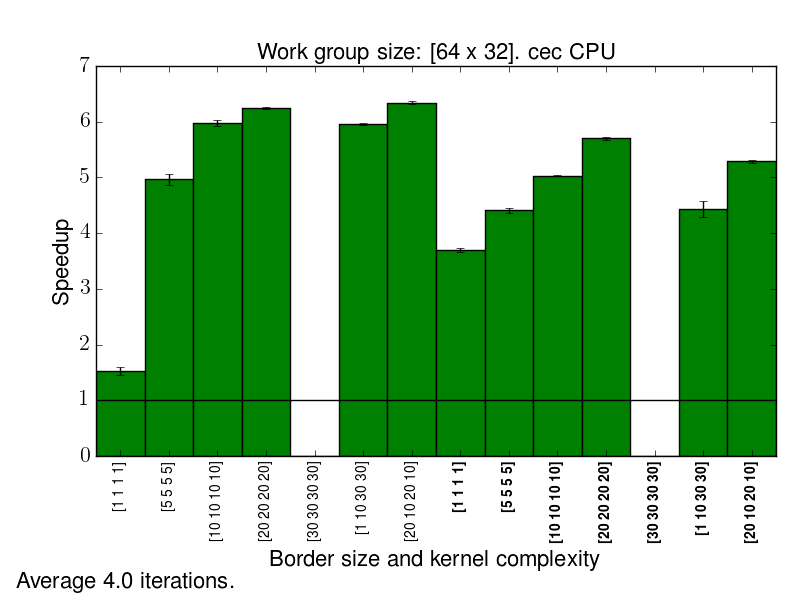 Work group size: [64 x 32]. cec CPU
7
6
5
4
3
2
1
0
Speedup
[1 1 1 1]
[5 5 5 5]
[10 10 10 10]
[20 20 20 20]
[30 30 30 30]
[1 10 30 30]
[20 10 20 10]
[1 1 1 1]
[5 5 5 5]
[10 10 10 10]
[20 20 20 20]
[30 30 30 30]
[1 10 30 30]
[20 10 20 10]
Border size and kernel complexity
Average 4.0 iterations.